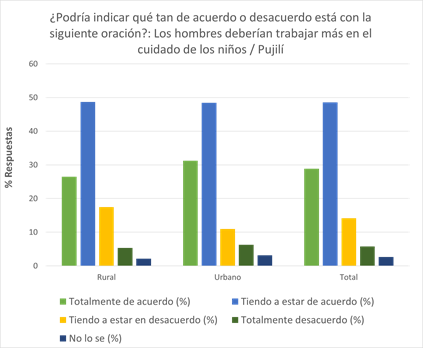 ¿Podría indicar qué tan de acuerdo o desacuerdo está con la
siguiente oración?: Los hombres deberían trabajar más en el
cuidado de los niños / Pujilí
% Respuestas
60
50
40
30
20
10
0
Rural
Urbano
Total
Totalmente de acuerdo (%)
Tiendo a estar de acuerdo (%)
Tiendo a estar en desacuerdo (%)
Totalmente desacuerdo (%)
No lo se (%)